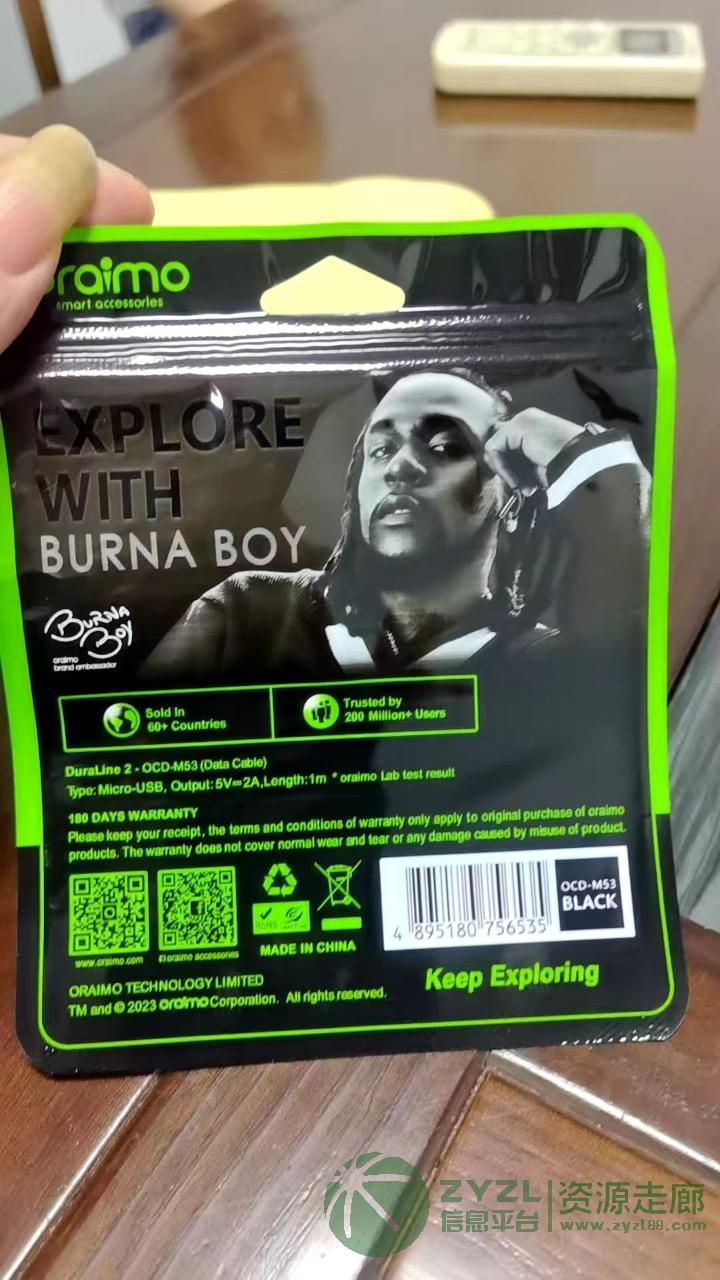 oraimo
smart accessories
EXPLORE
WITH
BURNA BOY
BURNA
BOY
oraimo
brand ambassador
Sold In
60+ Countries
Trusted by
200 Million+ Users
DuraLine 2 - OCD-M53 (Data Cable)
Type: Micro-USB, Output: 5V⎓2A,Length:1m * oraimo Lab test result
180 DAYS WARRANTY
Please keep your receipt, the terms and conditions of warranty only apply to original purchase of oraimo
products. The warranty does not cover normal wear and tear or any damage caused by misuse of product.
www.oraimo.com
oraimo accessories
RoHS
MADE IN CHINA
4 895180 756535
OCD-M53
BLACK
ORAIMO TECHNOLOGY LIMITED
TM and © 2023 oraimo Corporation. All rights reserved.
Keep Exploring
ZYZL
信息平台
资源走廊
www.zyzl88.com